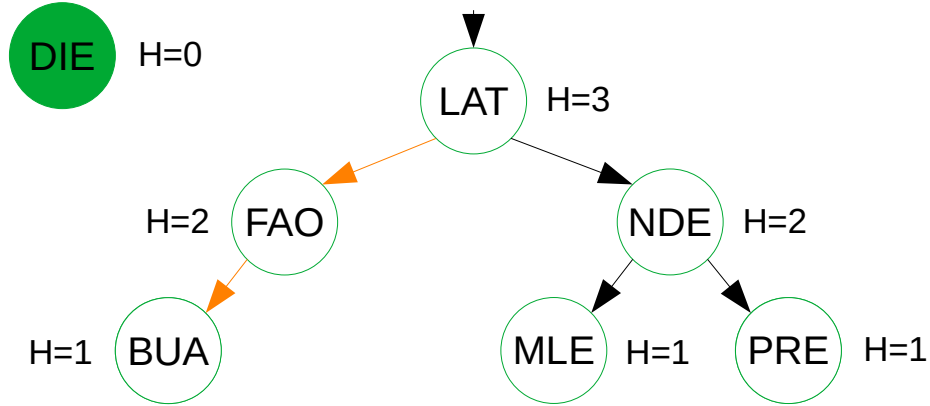 DIE H=0
LAT H=3
H=2 FAO
NDE H=2
H=1 BUA
MLE H=1
PRE H=1